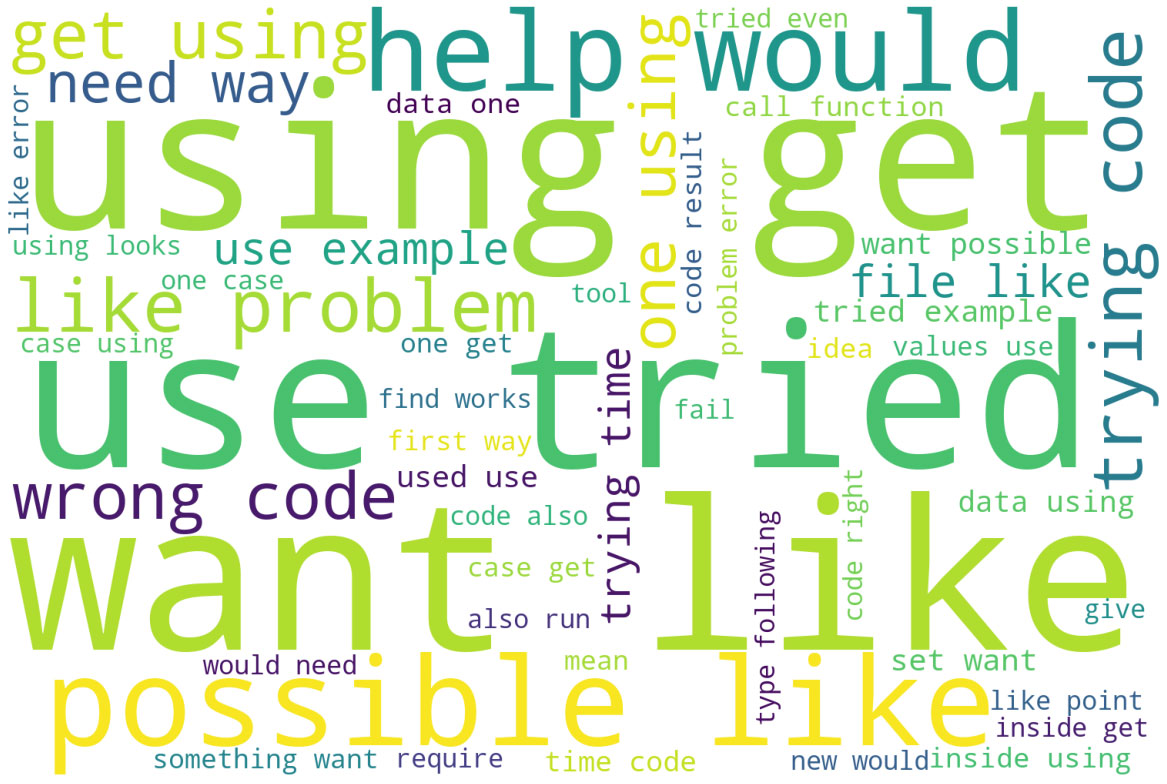 get using
help would
tried even
need way
data one
call function
like error
using get
one using
code result
problem error
trying code
using looks
use example
want possible
one case
tool
file like
like problem
tried example
case using
one get
idea
values use
use tried
find works
trying time
fail
first way
wrong code
used use
code also
data using
want like
case get
type following
code right
also run
give
would need
mean
set want
possible like
like point
inside get
something want
require
time code
new would
inside using